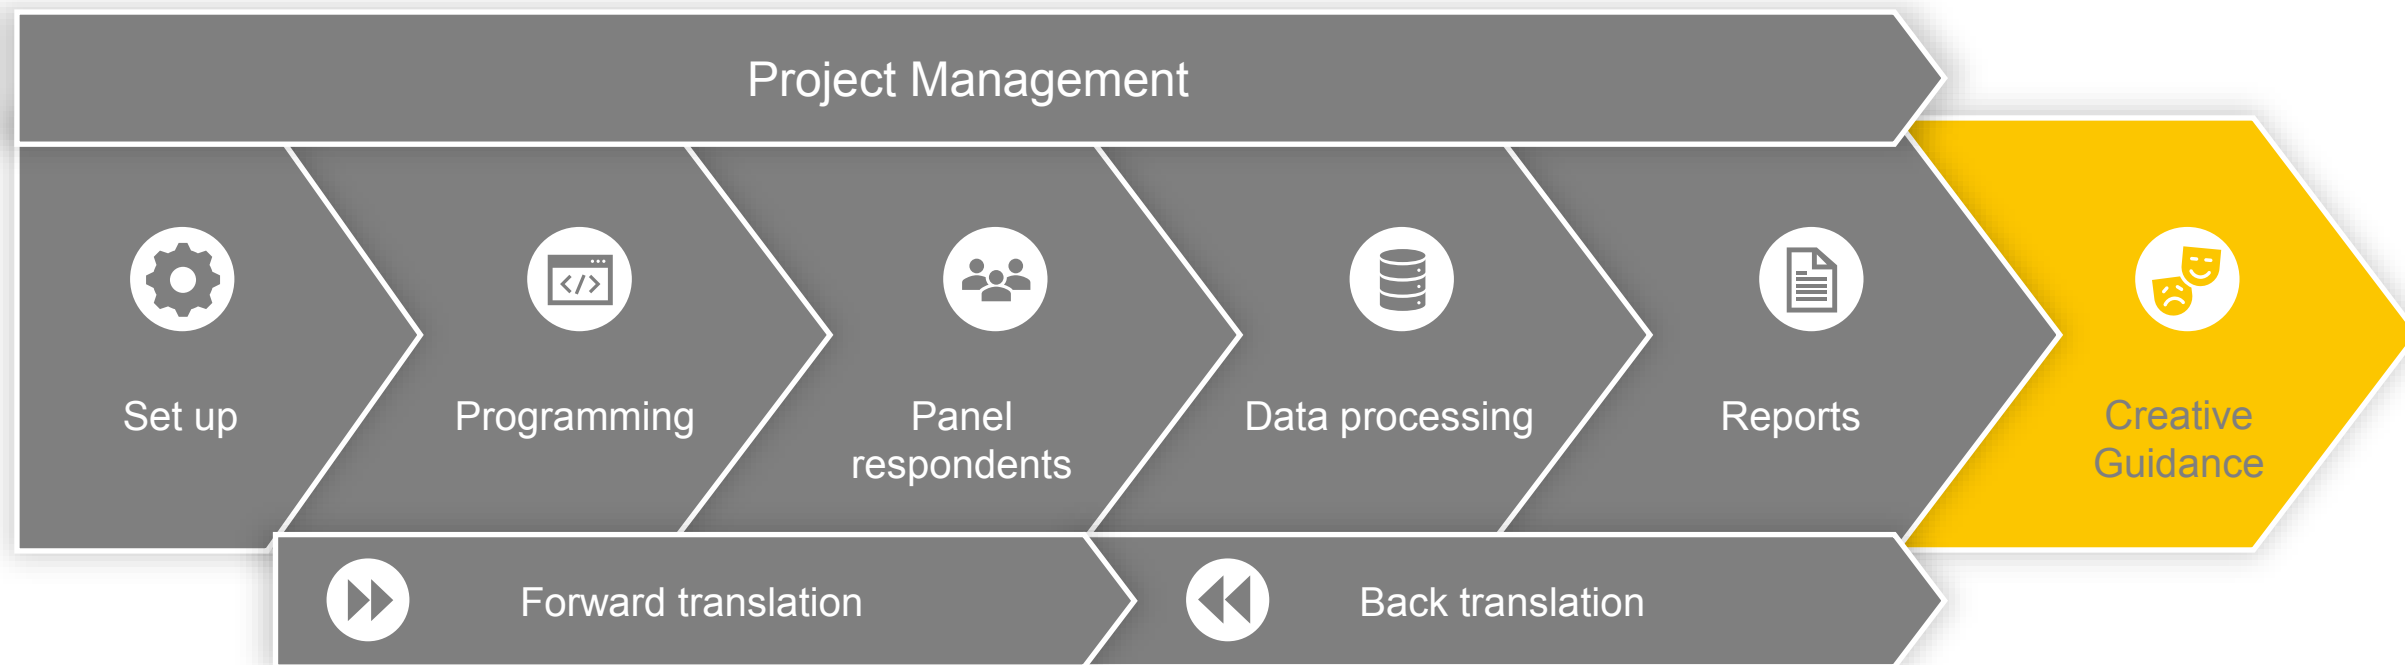 Project Management
Set up
Programming
Panel
respondents
Data processing
Reports
Creative
Guidance
Forward translation
Back translation